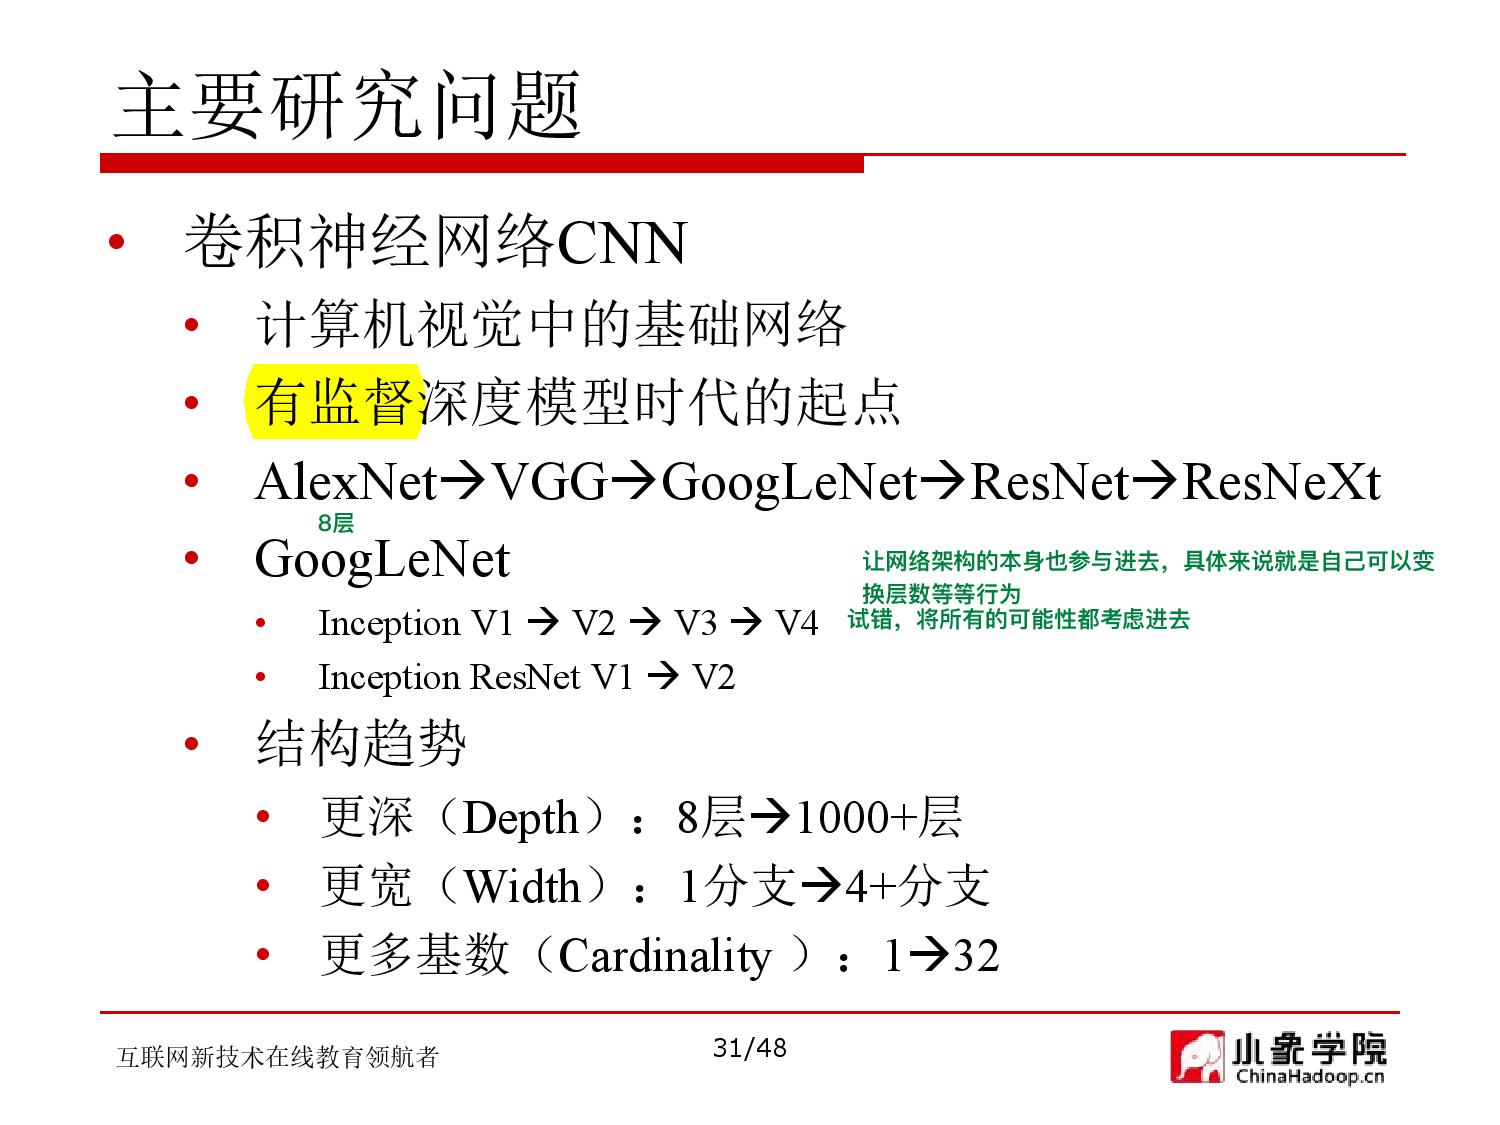 主要研究问题
• 卷积神经网络CNN
• 计算机视觉中的基础网络
• 有监督深度模型时代的起点
• AlexNet→VGG→GoogLeNet→ResNet→ResNeXt
8层
• GoogLeNet
让网络架构的本身也参与进去，具体来说就是自己可以变
换层数等等行为
• Inception V1 → V2 → V3 → V4
试错，将所有的可能性都考虑进去
• Inception ResNet V1 → V2
• 结构趋势
• 更深（Depth）：8层→1000+层
• 更宽（Width）：1分支→4+分支
• 更多基数（Cardinality ）：1→32
互联网新技术在线教育领航者
31/48
小象学院
ChinaHadoop.cn